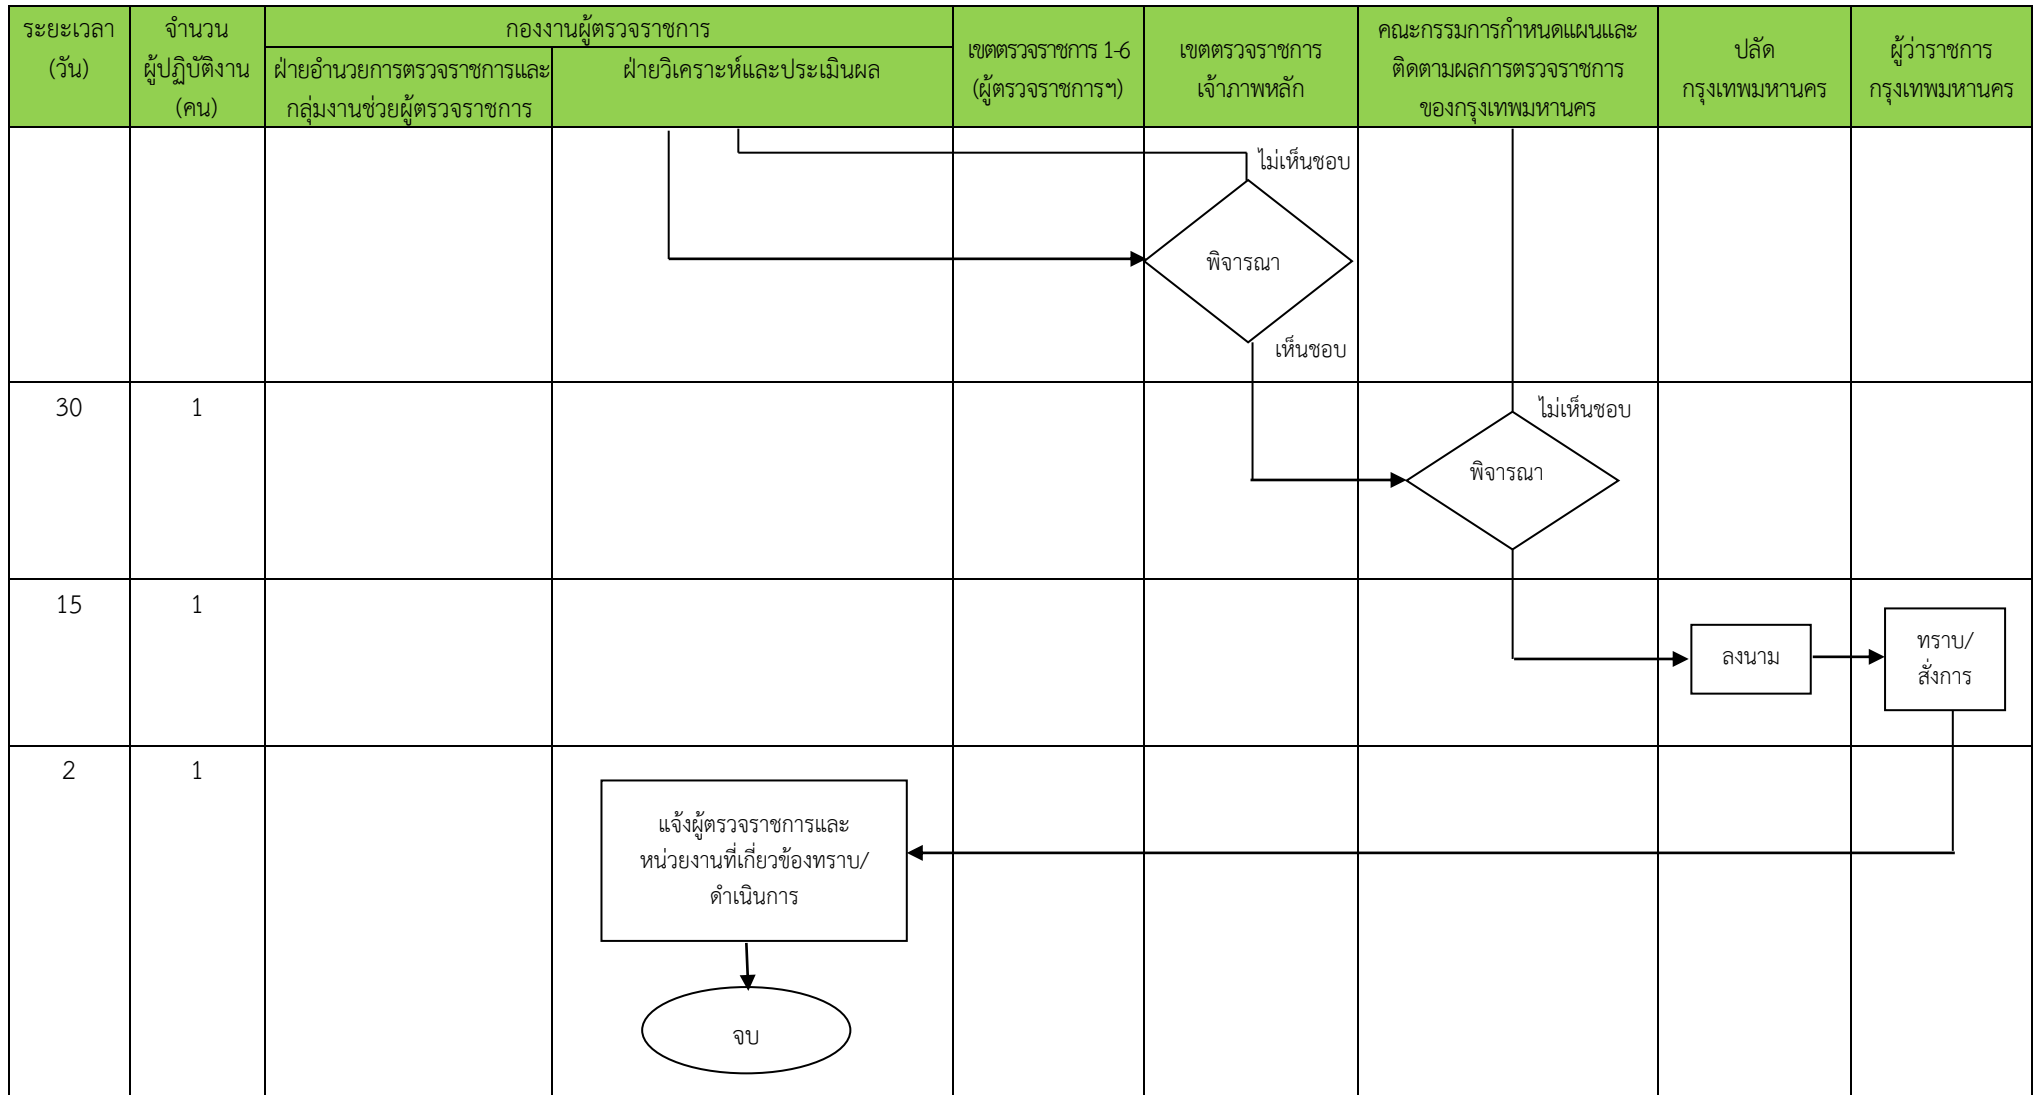 ระยะเวลา
(วัน)
จำนวน
ผู้ปฏิบัติงาน
(คน)
กองงานผู้ตรวจราชการ
ฝ่ายอำนวยการตรวจราชการและ
กลุ่มงานช่วยผู้ตรวจราชการ
ฝ่ายวิเคราะห์และประเมินผล
เขตตรวจราชการ 1-6
(ผู้ตรวจราชการฯ)
เขตตรวจราชการ
เจ้าภาพหลัก
คณะกรรมการกำหนดแผนและ
ติดตามผลการตรวจราชการ
ของกรุงเทพมหานคร
ปลัด
กรุงเทพมหานคร
ผู้ว่าราชการ
กรุงเทพมหานคร
ไม่เห็นชอบ
พิจารณา
เห็นชอบ
30
1
ไม่เห็นชอบ
พิจารณา
15
1
ลงนาม
ทราบ/
สั่งการ
2
1
แจ้งผู้ตรวจราชการและ
หน่วยงานที่เกี่ยวข้องทราบ/
ดำเนินการ
จบ